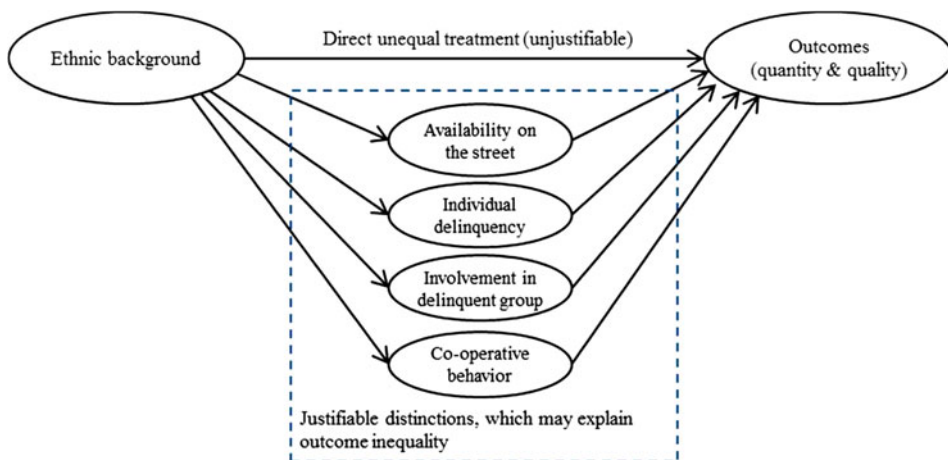 Ethnic background
Direct unequal treatment (unjustifiable)
Outcomes
(quantity & quality)
Availability on
the street
Individual
delinquency
Involvement in
delinquent group
Co-operative
behavior
Justifiable distinctions, which may explain
outcome inequality